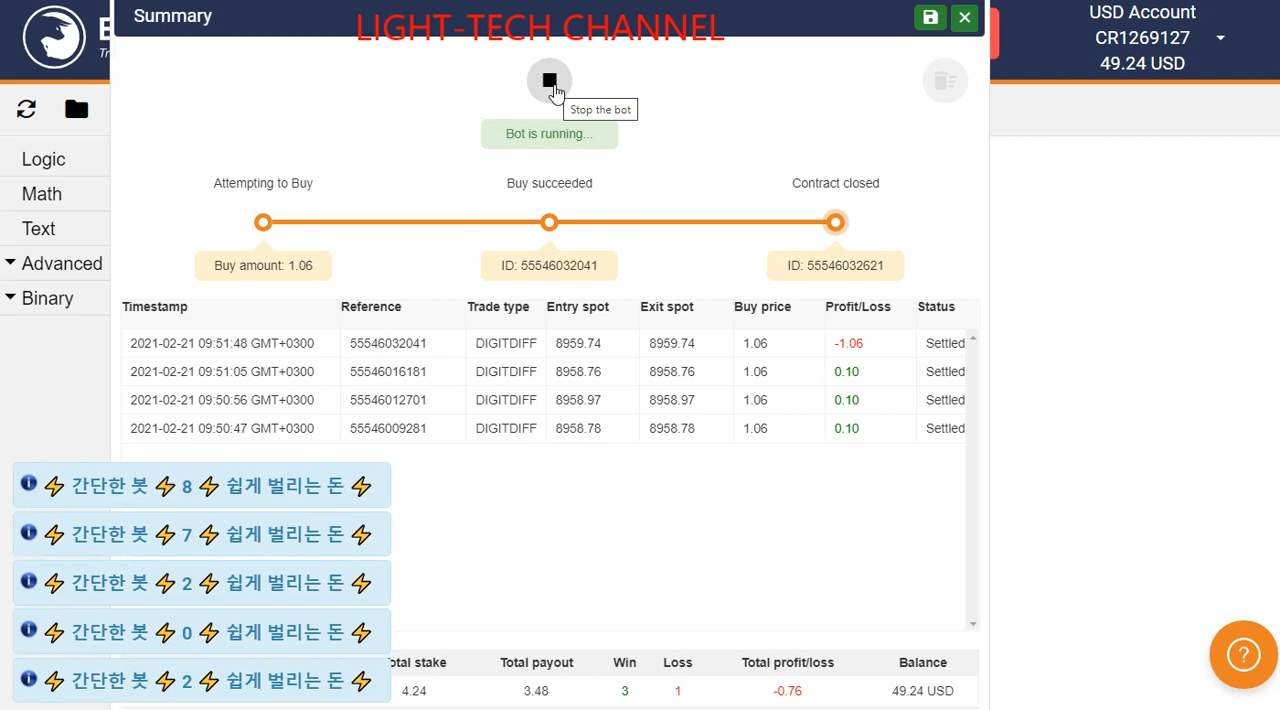 Summary
LIGHT-TECH CHANNEL
USD Account
CR1269127
49.24 USD
Stop the bot
Bot is running...
Logic
Math
Text
Advanced
Binary
Attempting to Buy Buy succeeded Contract closed
Buy amount: 1.06 ID: 55546032041 ID: 55546032621
Timestamp Reference Trade type Entry spot Exit spot Buy price Profit/Loss Status
2021-02-21 09:51:48 GMT+0300 55546032041 DIGITDIFF 8959.74 8959.74 1.06 -1.06 Settled
2021-02-21 09:51:05 GMT+0300 55546016181 DIGITDIFF 8958.76 8958.76 1.06 0.10 Settled
2021-02-21 09:50:56 GMT+0300 55546012701 DIGITDIFF 8958.97 8958.97 1.06 0.10 Settled
2021-02-21 09:50:47 GMT+0300 55546009281 DIGITDIFF 8958.78 8958.78 1.06 0.10 Settled
⚡ 간단한 봇 ⚡ 8 ⚡ 쉽게 벌리는 돈 ⚡
⚡ 간단한 봇 ⚡ 7 ⚡ 쉽게 벌리는 돈 ⚡
⚡ 간단한 봇 ⚡ 2 ⚡ 쉽게 벌리는 돈 ⚡
⚡ 간단한 봇 ⚡ 0 ⚡ 쉽게 벌리는 돈 ⚡
⚡ 간단한 봇 ⚡ 2 ⚡ 쉽게 벌리는 돈 ⚡
otal stake Total payout Win Loss Total profit/loss Balance
4.24 3.48 3 1 -0.76 49.24 USD